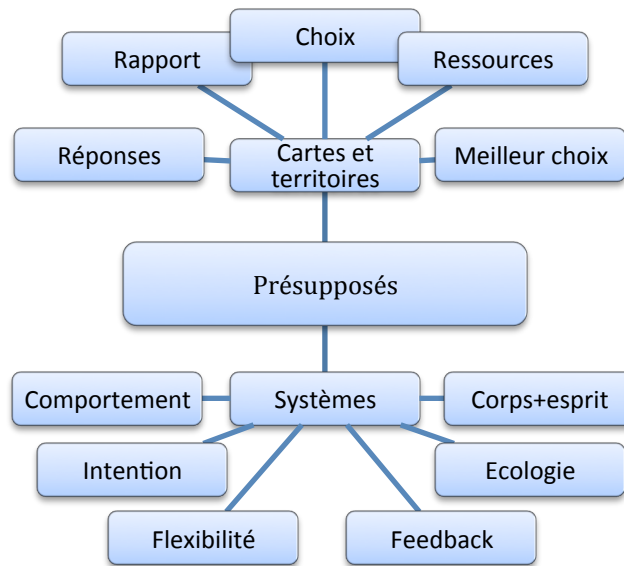 Choix
Rapport
Ressources
Réponses
Cartes et
territoires
Meilleur choix
Présupposés
Comportement
Systèmes
Corps+esprit
Intention
Ecologie
Flexibilité
Feedback